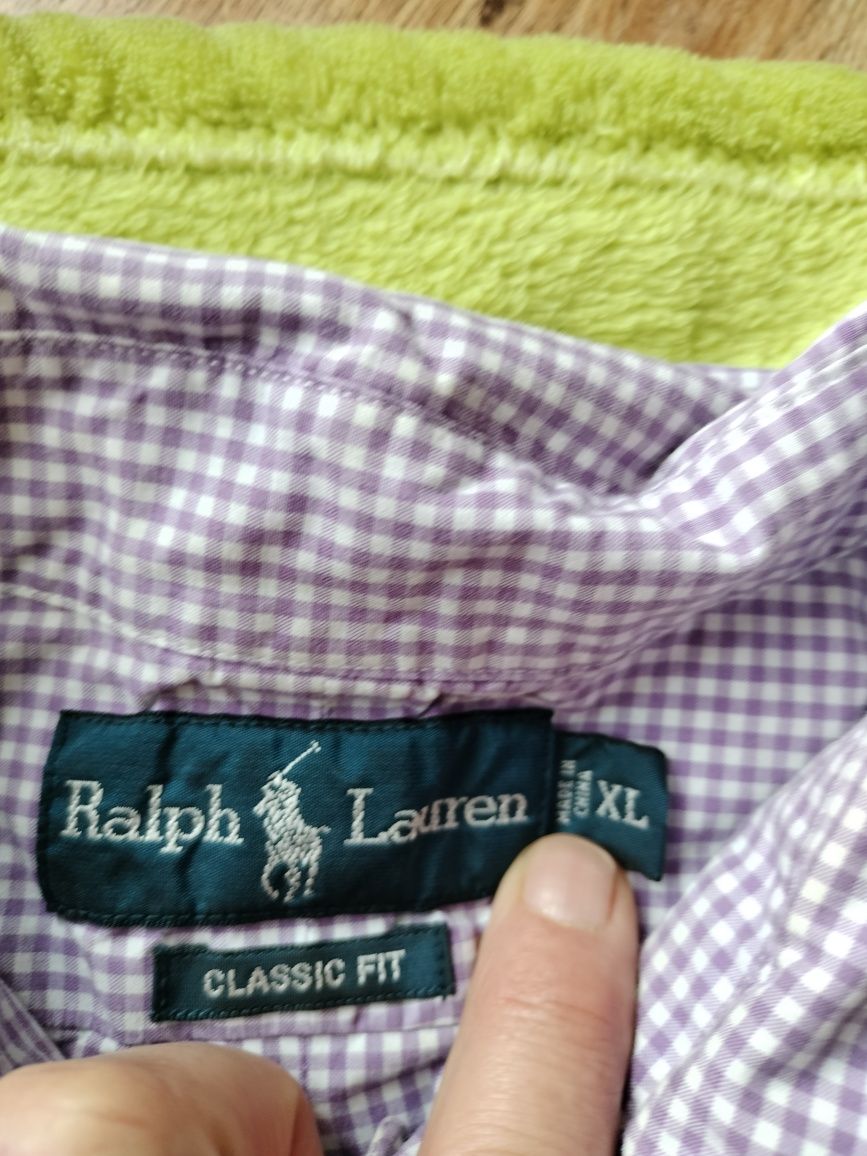 Ralph Lauren
MADE IN
CHINA
XL
CLASSIC FIT